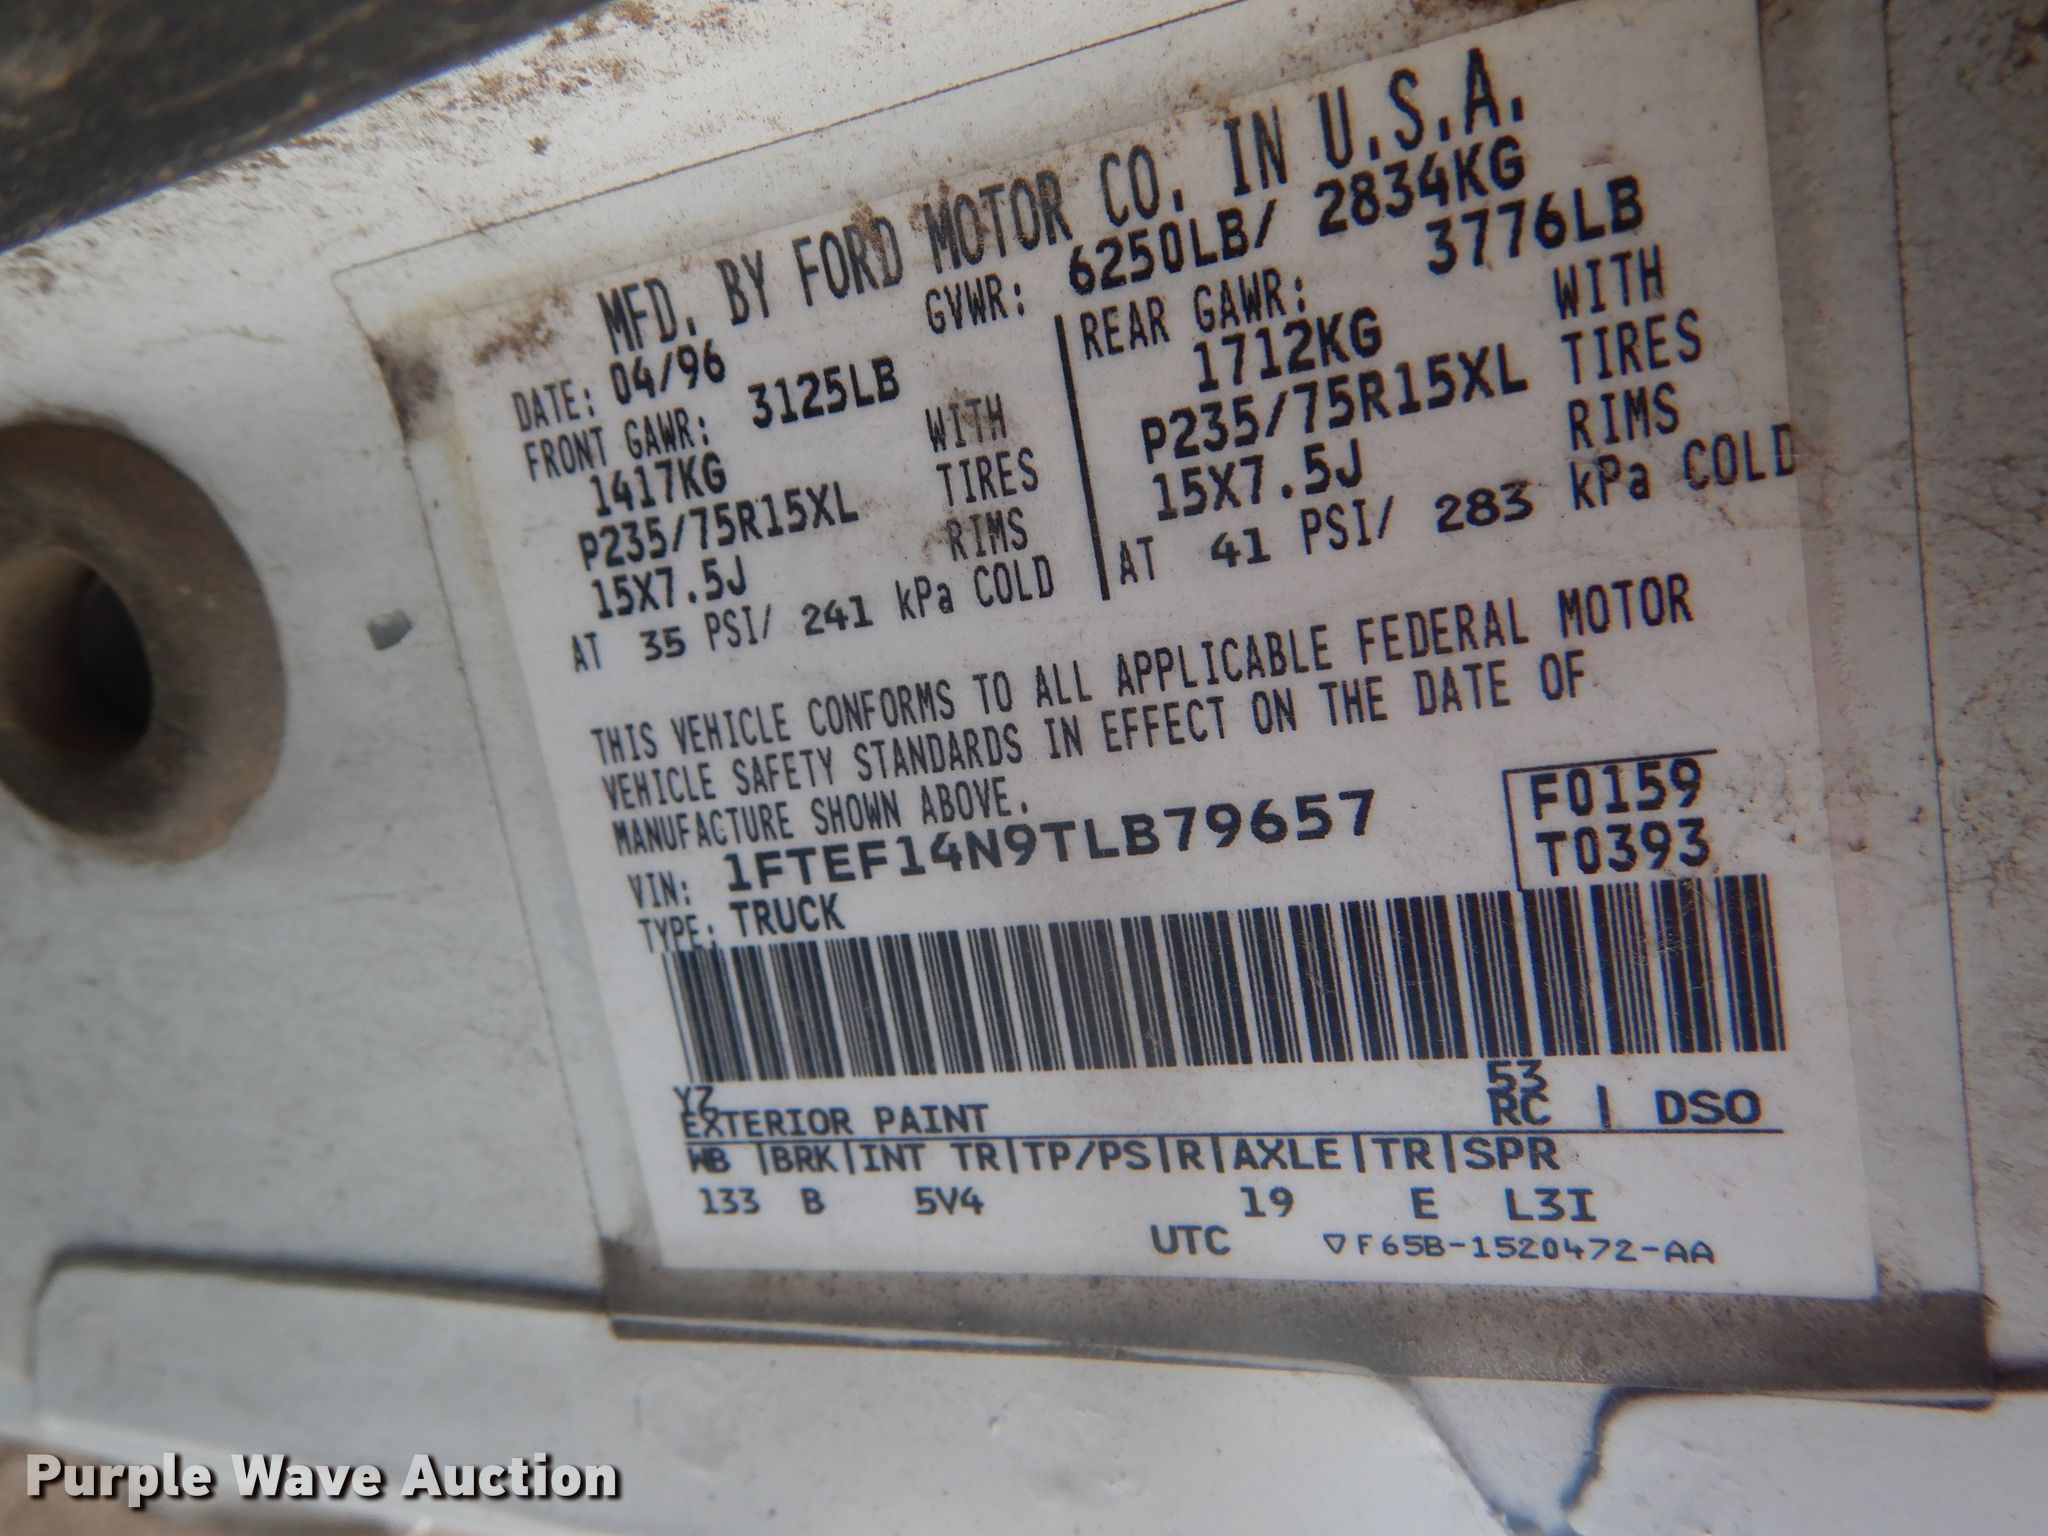 MFD. BY FORD MOTOR CO. IN U.S.A.
DATE: 04/96 GVWR: 6250LB/ 2834KG
FRONT GAWR: 3125LB
1417KG WITH
P235/75R15XL TIRES
15X7.5J RIMS
AT 35 PSI/ 241 kPa COLD
REAR GAWR: 3776LB
1712KG WITH
P235/75R15XL TIRES
15X7.5J RIMS
AT 41 PSI/ 283 kPa COLD
THIS VEHICLE CONFORMS TO ALL APPLICABLE FEDERAL MOTOR
VEHICLE SAFETY STANDARDS IN EFFECT ON THE DATE OF
MANUFACTURE SHOWN ABOVE.
VIN: 1FTEF14N9TLB79657
TYPE: TRUCK
F0159
T0393
YZ 53
EXTERIOR PAINT RC | DSO
WB |BRK|INT TR|TP/PS|R|AXLE|TR|SPR
133 B 5V4 19 E L3I
UTC ▽F65B-1520472-AA
Purple Wave Auction